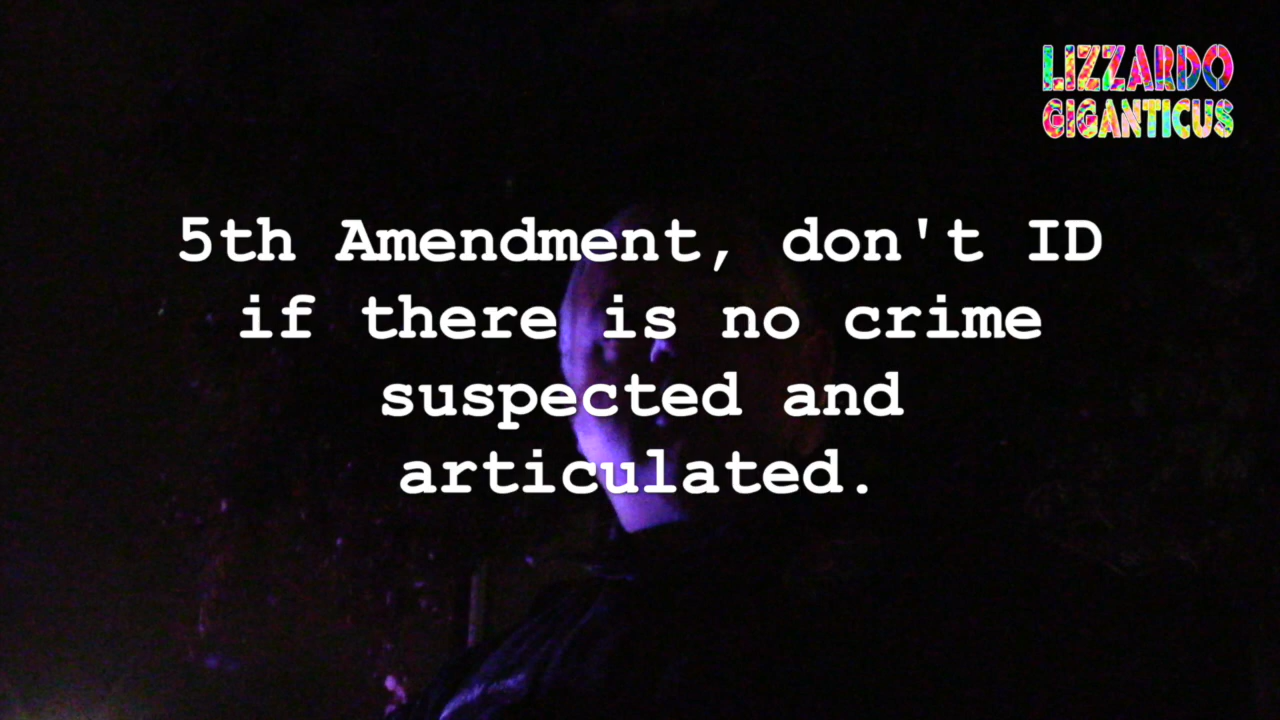 LIZZARDO
GIGANTICUS
5th Amendment, don't ID
if there is no crime
suspected and
articulated.